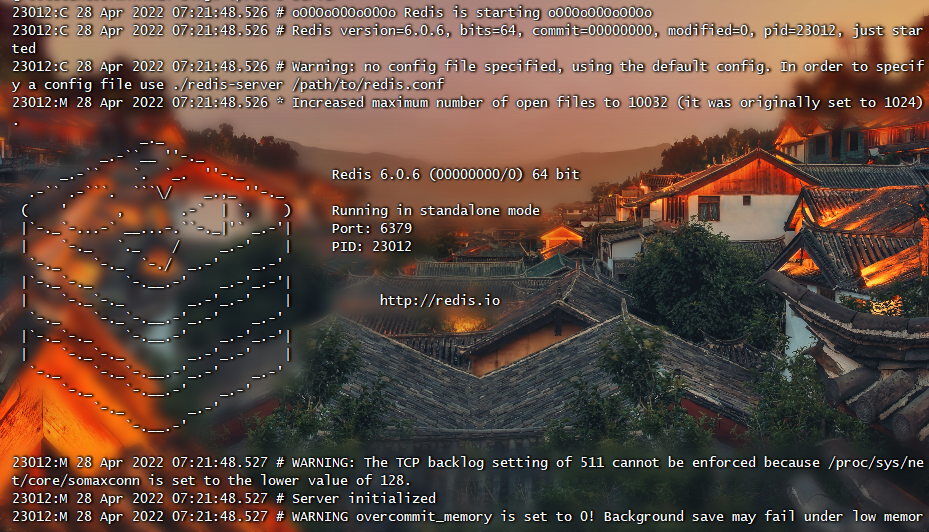 23012:C 28 Apr 2022 07:21:48.526 # oO0OoO0OoO0Oo Redis is starting oO0OoO0OoO0Oo
23012:C 28 Apr 2022 07:21:48.526 # Redis version=6.0.6, bits=64, commit=00000000, modified=0, pid=23012, just star
ted
23012:C 28 Apr 2022 07:21:48.526 # Warning: no config file specified, using the default config. In order to specif
y a config file use ./redis-server /path/to/redis.conf
23012:M 28 Apr 2022 07:21:48.526 * Increased maximum number of open files to 10032 (it was originally set to 1024)
.
Redis 6.0.6 (00000000/0) 64 bit
Running in standalone mode
Port: 6379
PID: 23012
http://redis.io
23012:M 28 Apr 2022 07:21:48.527 # WARNING: The TCP backlog setting of 511 cannot be enforced because /proc/sys/ne
t/core/somaxconn is set to the lower value of 128.
23012:M 28 Apr 2022 07:21:48.527 # Server initialized
23012:M 28 Apr 2022 07:21:48.527 # WARNING overcommit_memory is set to 0! Background save may fail under low memor